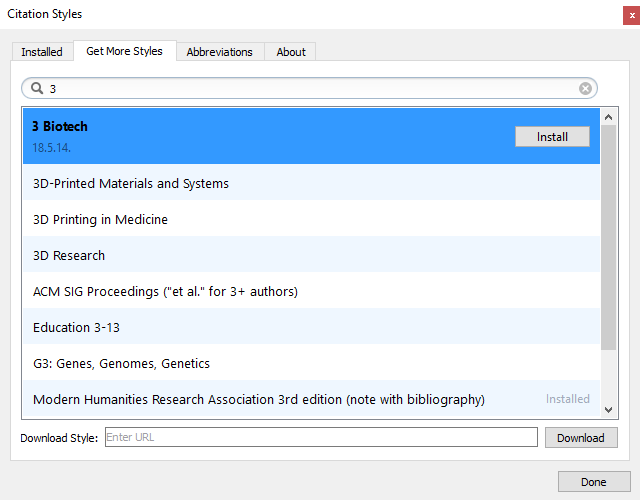 Citation Styles
x
Installed Get More Styles Abbreviations About
3
3 Biotech
Install
18.5.14.
3D-Printed Materials and Systems
3D Printing in Medicine
3D Research
ACM SIG Proceedings ("et al." for 3+ authors)
Education 3-13
G3: Genes, Genomes, Genetics
Modern Humanities Research Association 3rd edition (note with bibliography) Installed
Download Style: Enter URL Download
Done